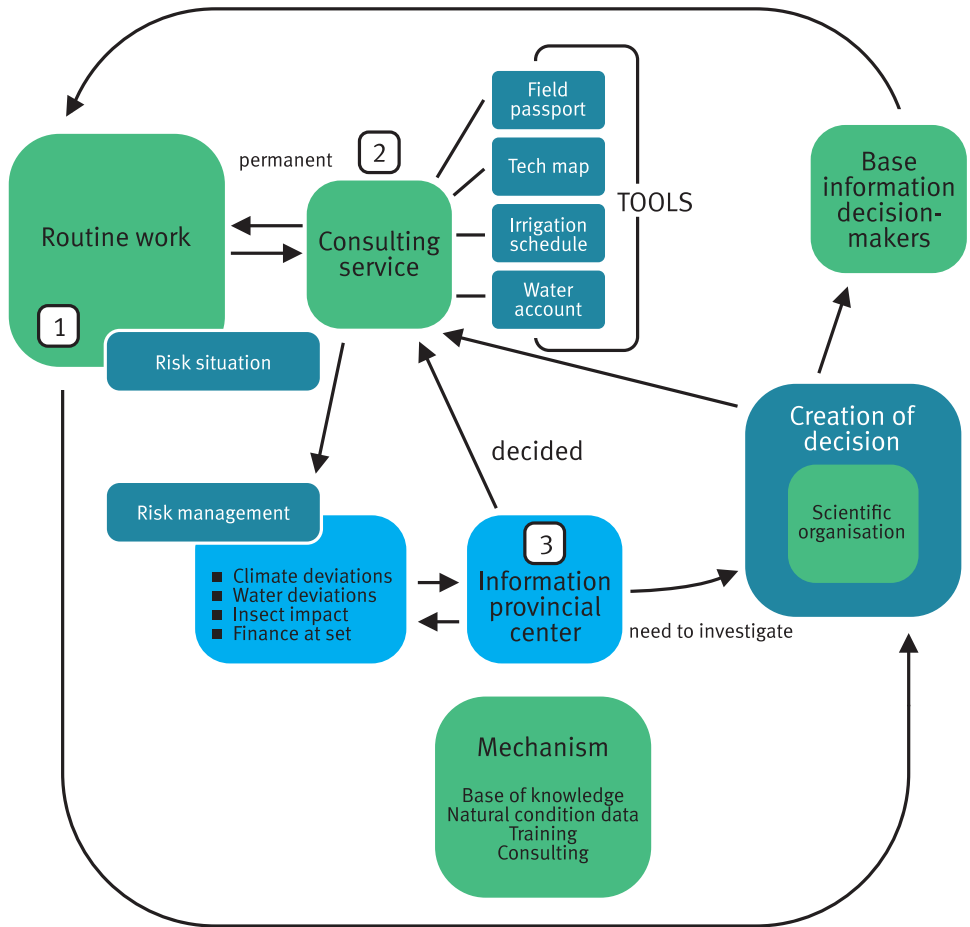 Routine work
1
Risk situation
permanent
2
Consulting
service
Field
passport
Tech map
Irrigation
schedule
Water
account
TOOLS
Base
information
decision-
makers
Creation of
decision
Scientific
organisation
decided
Risk management
Climate deviations
Water deviations
Insect impact
Finance at set
3
Information
provincial
center
need to investigate
Mechanism
Base of knowledge
Natural condition data
Training
Consulting